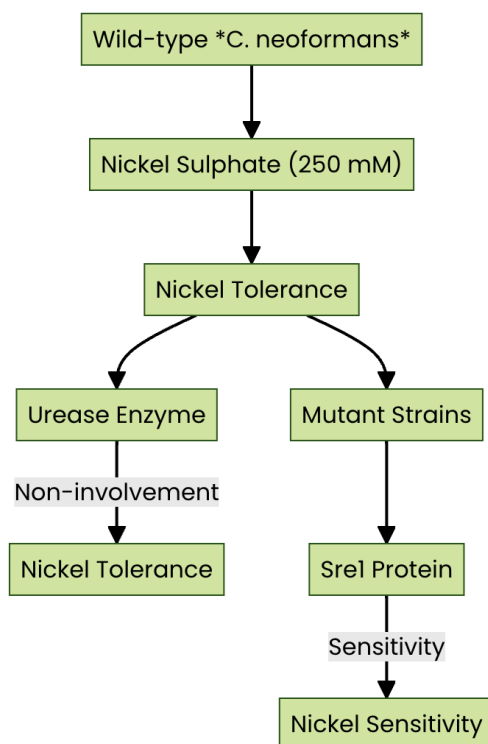 Wild-type *C. neoformans*
Nickel Sulphate (250 mM)
Nickel Tolerance
Urease Enzyme
Mutant Strains
Non-involvement
Nickel Tolerance
Sre1 Protein
Sensitivity
Nickel Sensitivity